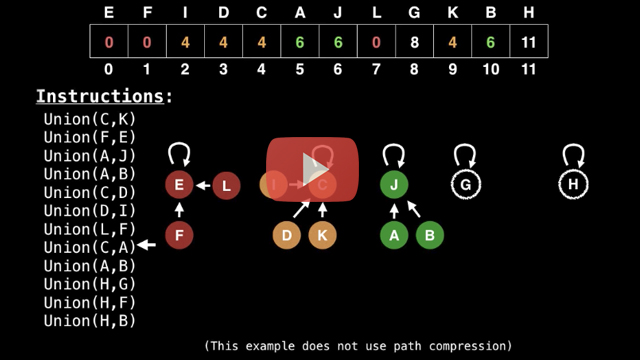 E F I D C A J L G K B H
0 0 4 4 4 6 6 0 8 4 6 11
0 1 2 3 4 5 6 7 8 9 10 11
Instructions:
Union(C,K)
Union(F,E)
Union(A,J)
Union(A,B)
Union(C,D)
Union(D,I)
Union(L,F)
Union(C,A)
Union(A,B)
Union(H,G)
Union(H,F)
Union(H,B)
E L I C J G H
F D K A B
(This example does not use path compression)